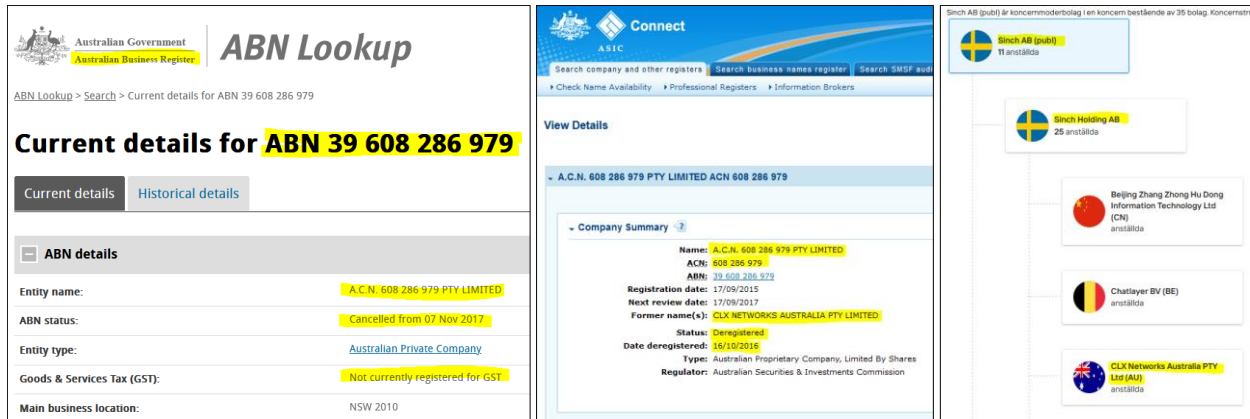 Australian Government
Australian Business Register
ABN Lookup
ABN Lookup > Search > Current details for ABN 39 608 286 979
Current details for ABN 39 608 286 979
Current details
Historical details
ABN details
Entity name: A.C.N. 608 286 979 PTY LIMITED
ABN status: Cancelled from 07 Nov 2017
Entity type: Australian Private Company
Goods & Services Tax (GST): Not currently registered for GST
Main business location: NSW 2010
ASIC
Connect
Search company and other registers
Search business names register
Search SMSF audi
Check Name Availability
Professional Registers
Information Brokers
View Details
A.C.N. 608 286 979 PTY LIMITED ACN 608 286 979
Company Summary ?
Name: A.C.N. 608 286 979 PTY LIMITED
ACN: 608 286 979
ABN: 39 608 286 979
Registration date: 17/09/2015
Next review date: 17/09/2017
Former name(s): CLX NETWORKS AUSTRALIA PTY LIMITED
Status: Deregistered
Date deregistered: 16/10/2016
Type: Australian Proprietary Company, Limited By Shares
Regulator: Australian Securities & Investments Commission
Sinch AB (publ) är koncernmoderbolag i en koncern bestående av 35 bolag. Koncernstr
Sinch AB (publ)
11 anställda
Sinch Holding AB
25 anställda
Beijing Zhang Zhong Hu Dong
Information Technology Ltd
(CN)
anställda
Chatlayer BV (BE)
anställda
CLX Networks Australia PTY
Ltd (AU)
anställda